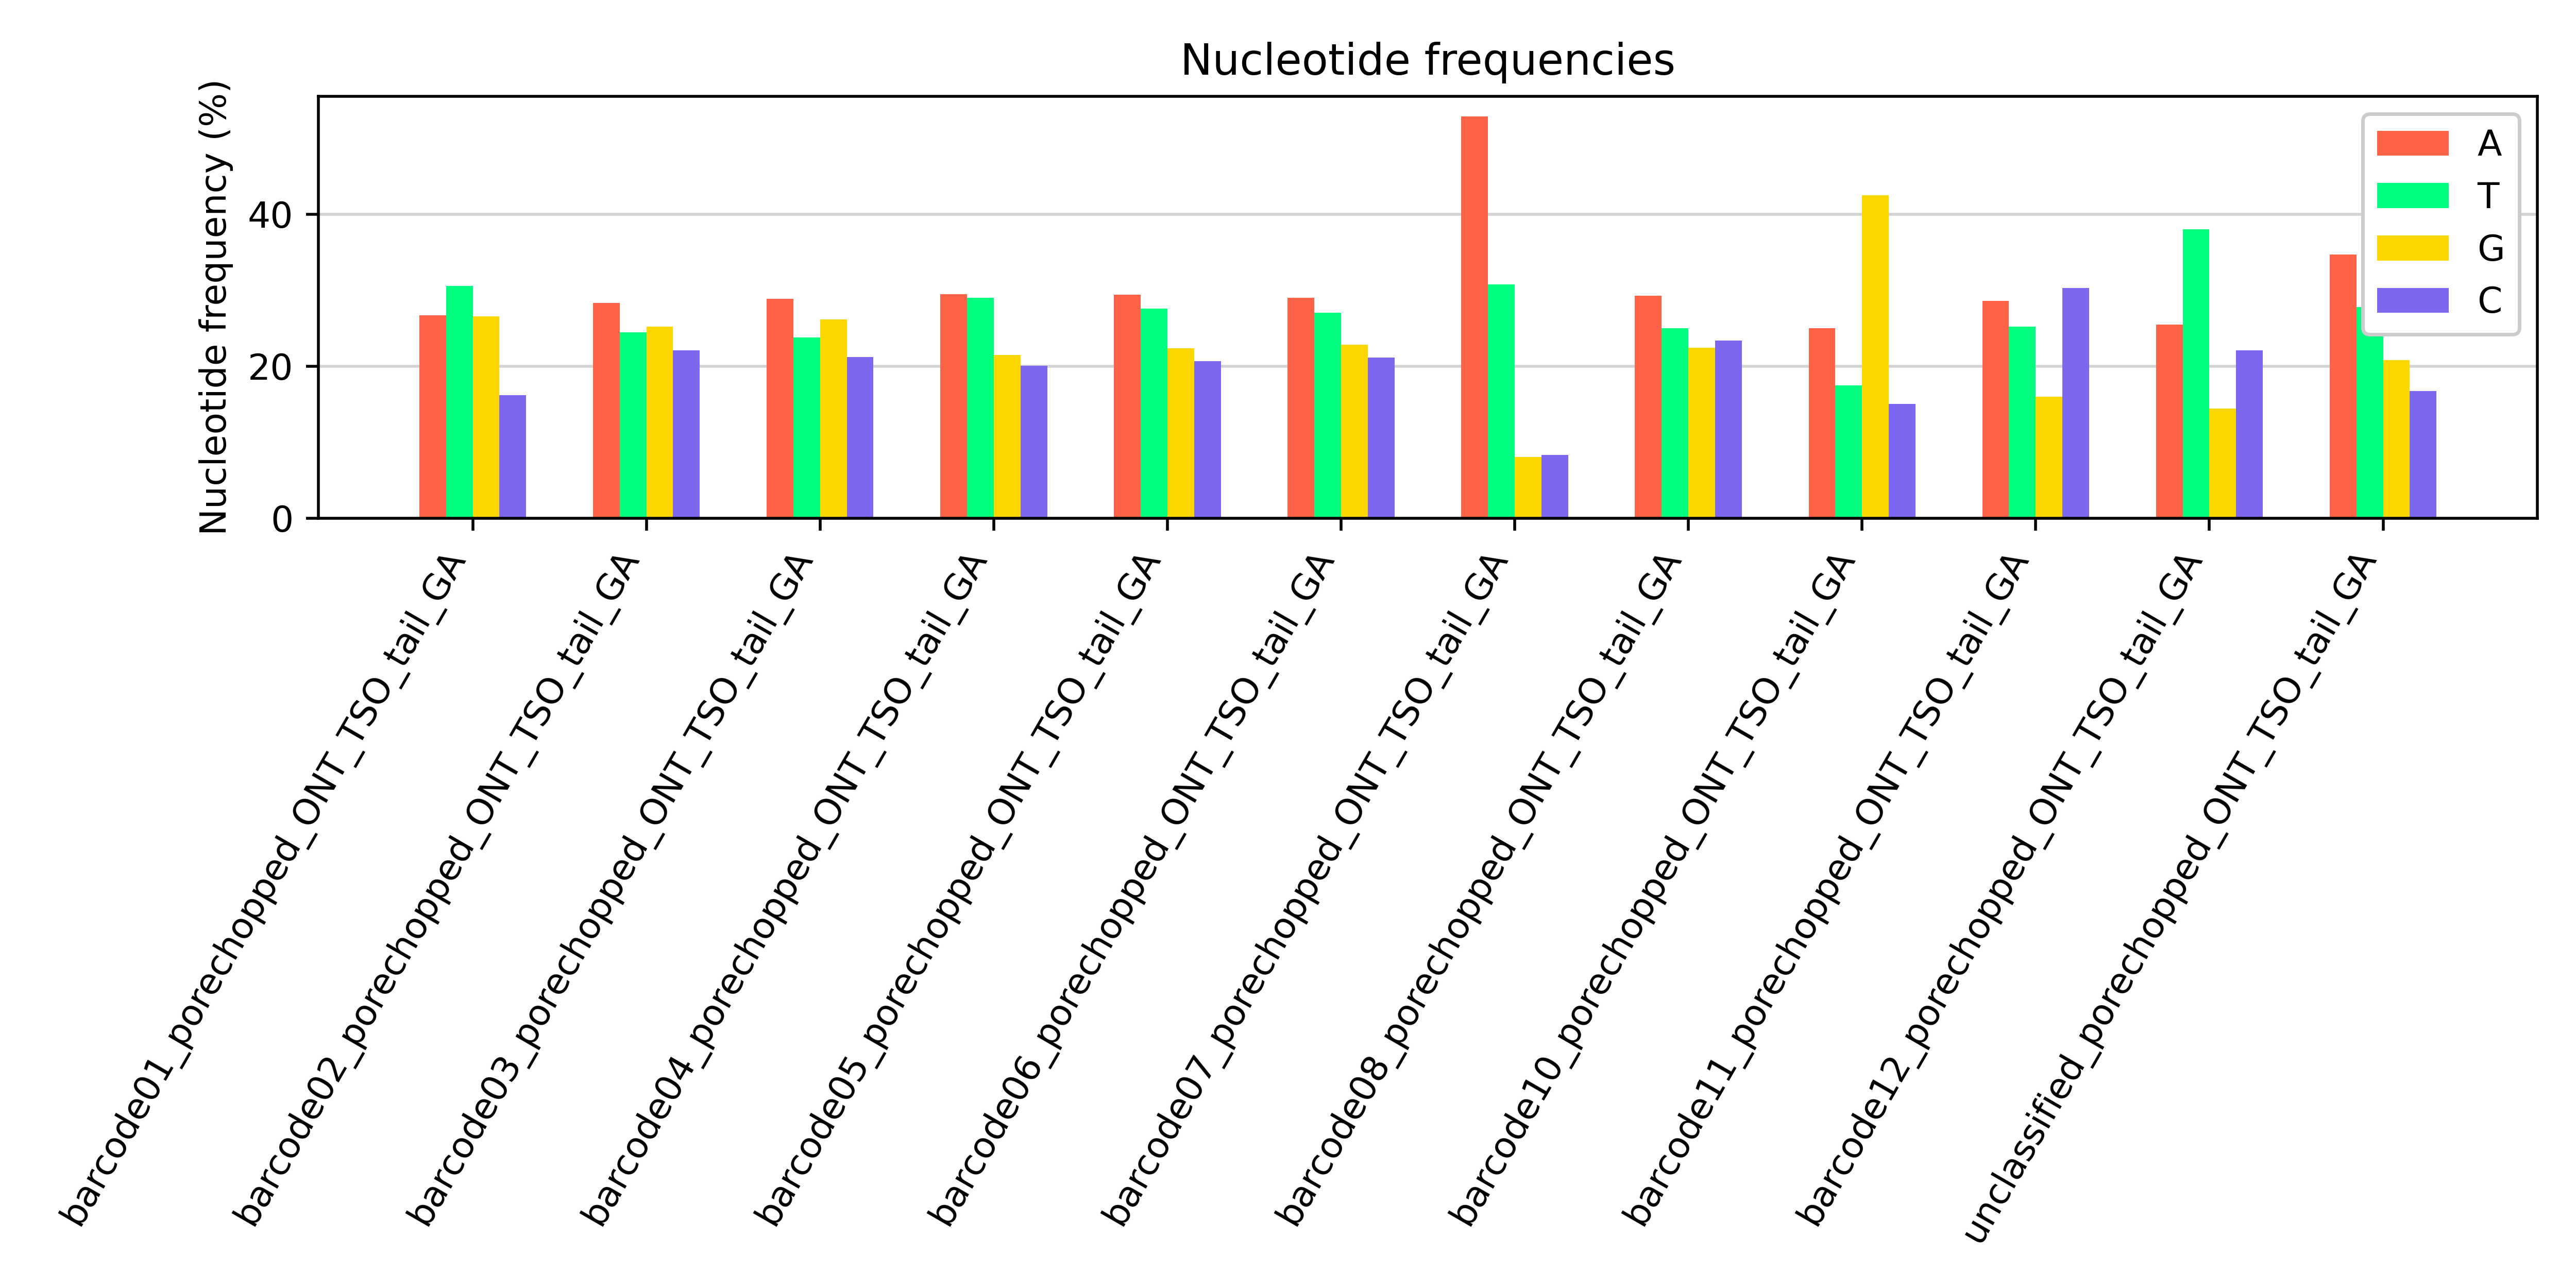 Nucleotide frequencies
Nucleotide frequency (%)
40
20
0
A
T
G
C
barcode01_porechopped_ONT_TSO_tail_GA
barcode02_porechopped_ONT_TSO_tail_GA
barcode03_porechopped_ONT_TSO_tail_GA
barcode04_porechopped_ONT_TSO_tail_GA
barcode05_porechopped_ONT_TSO_tail_GA
barcode06_porechopped_ONT_TSO_tail_GA
barcode07_porechopped_ONT_TSO_tail_GA
barcode08_porechopped_ONT_TSO_tail_GA
barcode10_porechopped_ONT_TSO_tail_GA
barcode11_porechopped_ONT_TSO_tail_GA
barcode12_porechopped_ONT_TSO_tail_GA
unclassified_porechopped_ONT_TSO_tail_GA